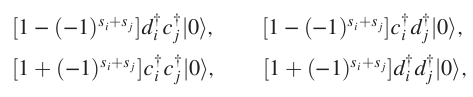 [1 − (−1)^{s_i+s_j}]d_i^†c_j^†|0⟩, [1 − (−1)^{s_i+s_j}]c_i^†d_j^†|0⟩,
[1 + (−1)^{s_i+s_j}]c_i^†c_j^†|0⟩, [1 + (−1)^{s_i+s_j}]d_i^†d_j^†|0⟩,